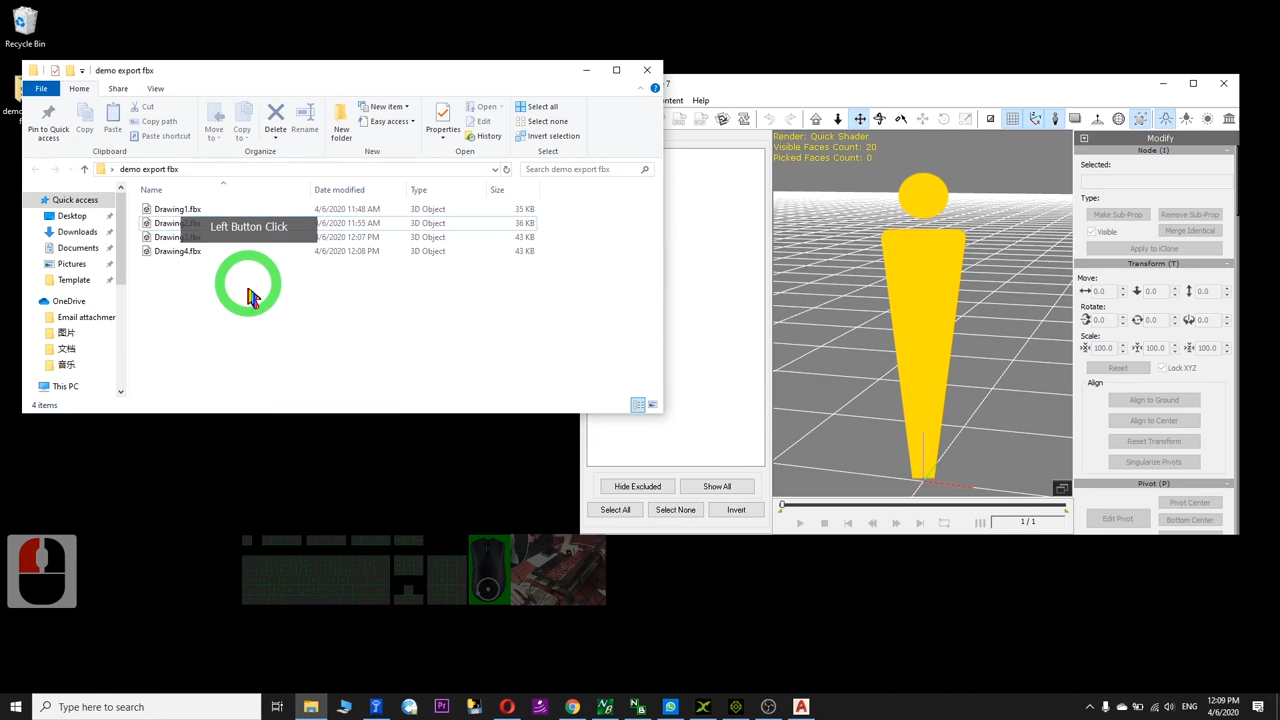 Recycle Bin
demo export fbx
File
Home
Share
View
Pin to Quick access
Copy
Paste
Cut
Copy path
Paste shortcut
Clipboard
Move to
Copy to
Delete
Rename
Organize
New folder
New item
Easy access
New
Properties
Open
Edit
History
Open
Select all
Select none
Invert selection
Select
demo export fbx
Search demo export fbx
Name
Date modified
Type
Size
Drawing1.fbx 4/6/2020 11:48 AM 3D Object 35 KB
4/6/2020 11:55 AM 3D Object 36 KB
4/6/2020 12:07 PM 3D Object 43 KB
Drawing4.fbx 4/6/2020 12:08 PM 3D Object 43 KB
Left Button Click
Quick access
Desktop
Downloads
Documents
Pictures
Template
OneDrive
Email attachmer
图片
文档
音乐
This PC
4 items
7
ontent
Help
Render: Quick Shader
Visible Faces Count: 20
Picked Faces Count: 0
Hide Excluded
Show All
Select All
Select None
Invert
1 / 1
Modify
Node (I)
Selected:
Type:
Make Sub-Prop
Remove Sub-Prop
Visible
Merge Identical
Apply to iClone
Transform (T)
Move:
0.0 0.0 0.0
Rotate:
0.0 0.0 0.0
Scale:
100.0 100.0 100.0
Reset
Lock XYZ
Align
Align to Ground
Align to Center
Reset Transform
Singularize Pivots
Pivot (P)
Edit Pivot
Pivot Center
Bottom Center
Type here to search
12:09 PM
4/6/2020